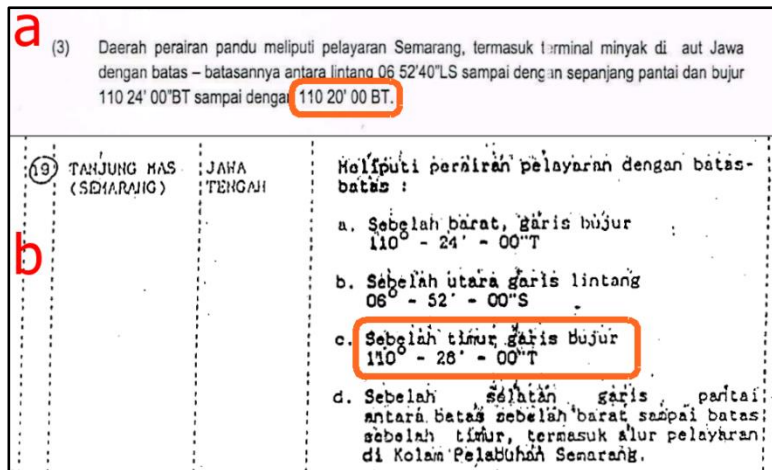 a
(3) Daerah perairan pandu meliputi pelayaran Semarang, termasuk terminal minyak di aut Jawa
dengan batas – batasannya antara lintang 06 52'40"LS sampai dengan sepanjang pantai dan bujur
110 24' 00"BT sampai dengan 110 20' 00 BT.
b
19 TANJUNG MAS JAWA Meliputi perairan pelayaran dengan batas-
(SEMARANG) TENGAH batas :
a. Sebelah barat, garis bujur
110° - 24' - 00"T
b. Sebelah utara garis lintang
06° - 52' - 00"S
c. Sebelah timur garis bujur
110° - 28' - 00"T
d. Sebelah selatan garis pantai
antara batas sebelah barat sampai batas
sebelah timur, termasuk alur pelayaran
di Kolam Pelabuhan Semarang.